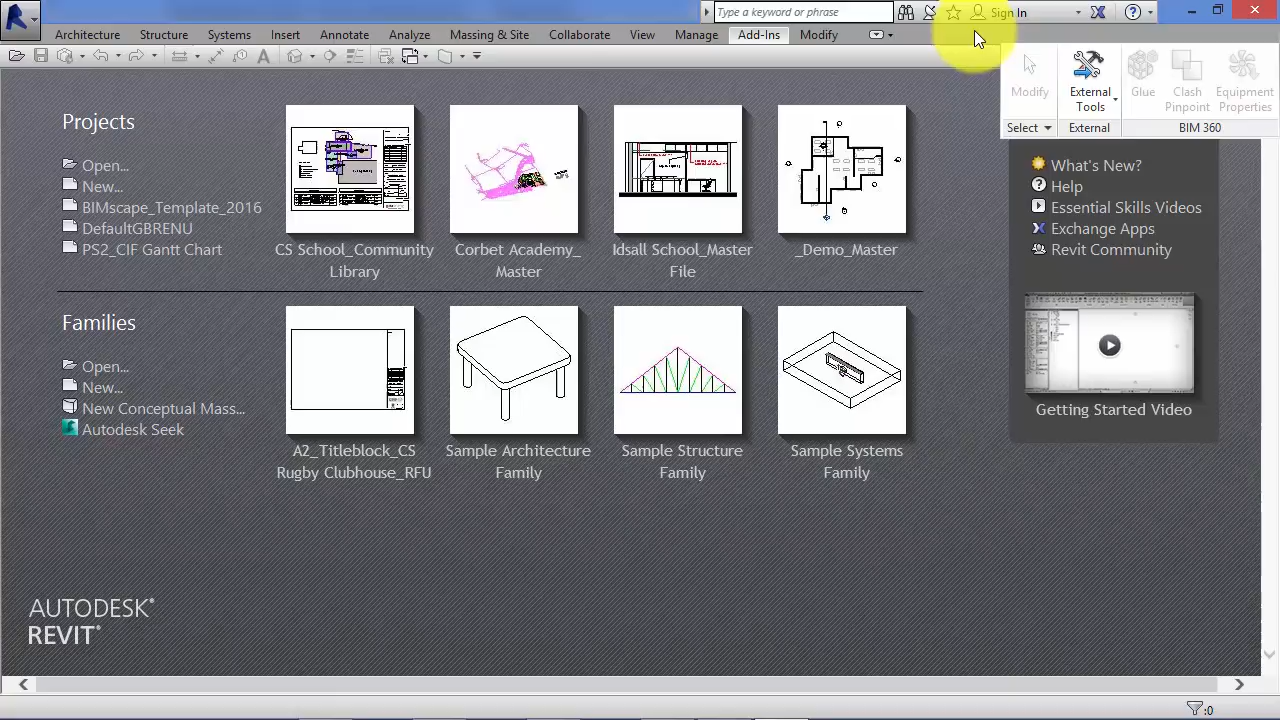 Type a keyword or phrase
Sign In
Architecture
Structure
Systems
Insert
Annotate
Analyze
Massing & Site
Collaborate
View
Manage
Add-Ins
Modify
Modify
External
Tools
Glue
Clash
Pinpoint
Equipment
Properties
Select
External
BIM 360
Projects
Open...
New...
BIMscape_Template_2016
DefaultGBRENU
PS2_CIF Gantt Chart
CS School_Community
Library
Corbet Academy_
Master
Idsall School_Master
File
_Demo_Master
What's New?
Help
Essential Skills Videos
Exchange Apps
Revit Community
Getting Started Video
Families
Open...
New...
New Conceptual Mass...
Autodesk Seek
A2_Titleblock_CS
Rugby Clubhouse_RFU
Sample Architecture
Family
Sample Structure
Family
Sample Systems
Family
AUTODESK®
REVIT®
:0